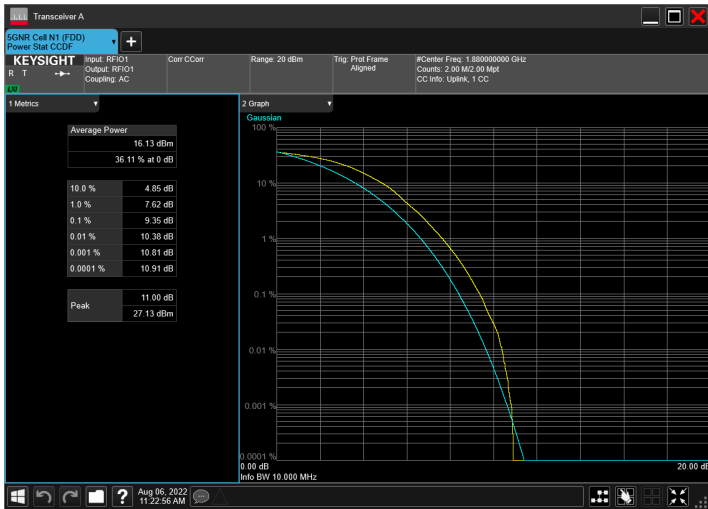 Transceiver A
5GNR Cell N1 (FDD)
Power Stat CCDF
KEYSIGHT
R T
LXI
Input: RFIO1
Output: RFIO1
Coupling: AC
Corr CCorr
Range: 20 dBm
Trig: Prot Frame
Aligned
#Center Freq: 1.880000000 GHz
Counts: 2.00 M/2.00 Mpt
CC Info: Uplink, 1 CC
1 Metrics
Average Power
16.13 dBm
36.11 % at 0 dB
10.0 % 4.85 dB
1.0 % 7.62 dB
0.1 % 9.35 dB
0.01 % 10.38 dB
0.001 % 10.81 dB
0.0001 % 10.91 dB
Peak 11.00 dB
27.13 dBm
2 Graph
Gaussian
100 %
10 %
1 %
0.1 %
0.01 %
0.001 %
0.0001 %
0.00 dB 20.00 dB
Info BW 10.000 MHz
? Aug 06, 2022
11:22:56 AM